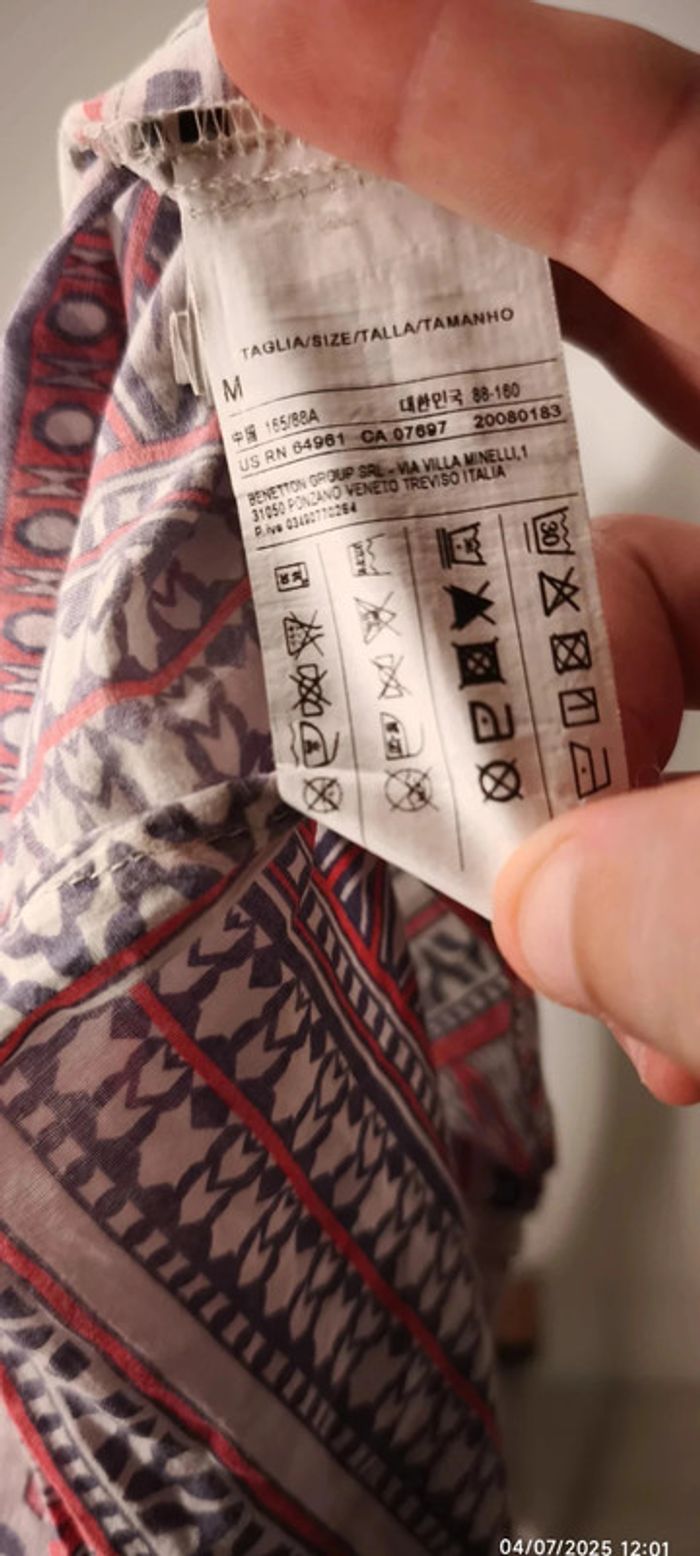 TAGLIA/SIZE/TALLA/TAMANHO
M
中国 165/88A 대한민국 88-160
US RN 64961 CA 07697 20080183
BENETTON GROUP SRL - VIA VILLA MINELLI,1
31050 PONZANO VENETO TREVISO ITALIA
P. iva
30
04/07/2025 12:01